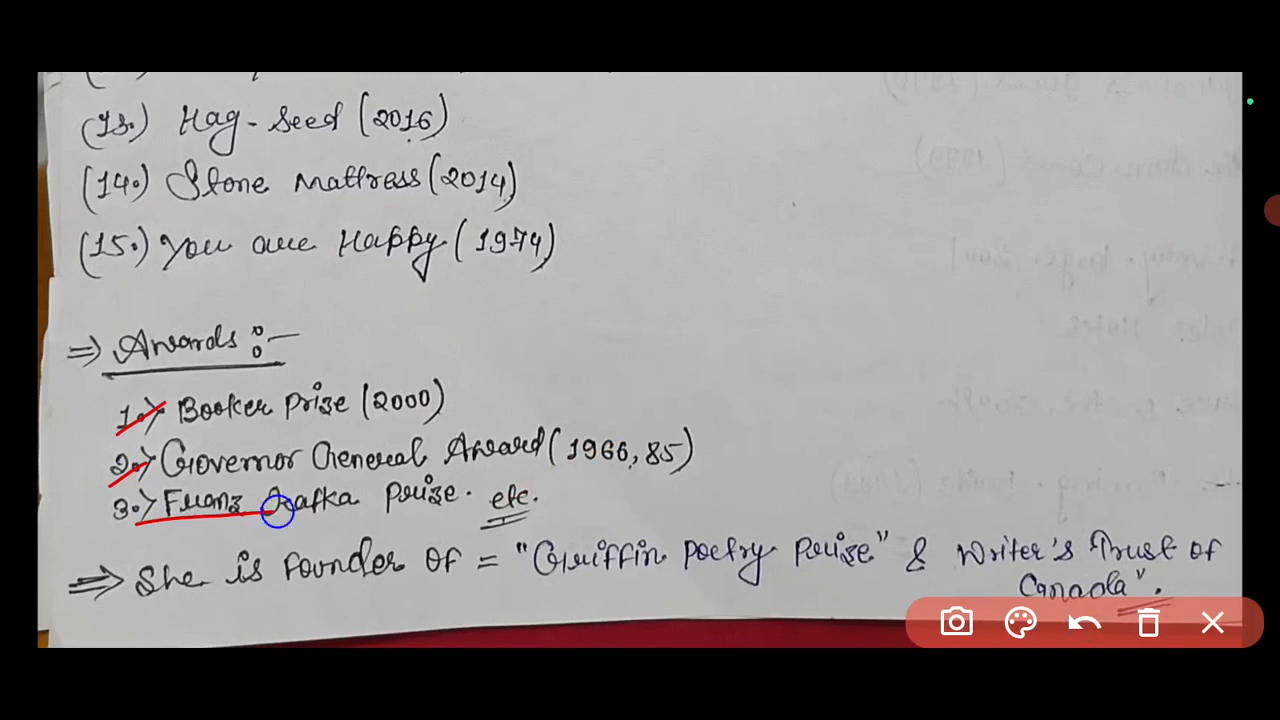 (13.) Hag-Seed (2016)
(14.) Stone Mattress (2014)
(15.) You are Happy (1974)
⇒ Awards :-
1.) Booker Prize (2000)
2.) Governor General Award (1966, 85)
3.) Franz Kafka prize. etc.
⇒ She is founder of = "Griffin Poetry Prize" & Writer's Trust of
Canada".